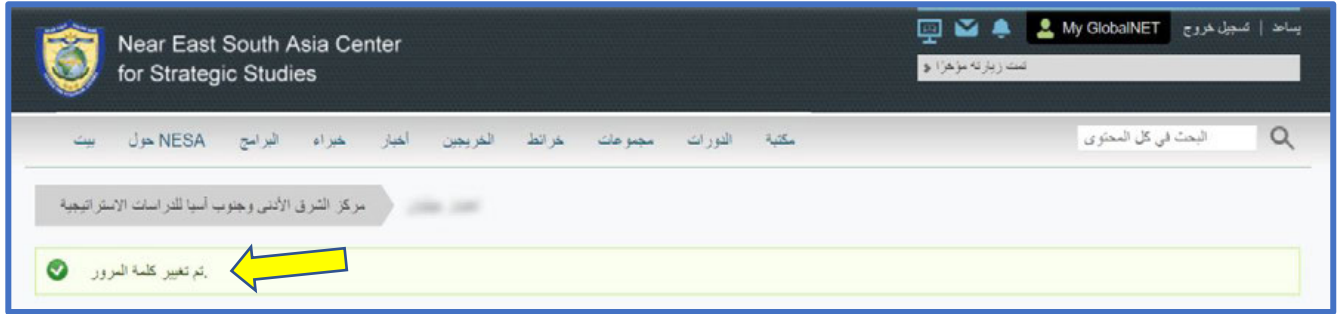 Near East South Asia Center
for Strategic Studies
My GlobalNET
تسجيل خروج | يساعد
تمت زيارته مؤخرًا
بيت
حول NESA
البرامج
خبراء
أخبار
الخريجين
خرائط
مجموعات
الدورات
مكتبة
البحث في كل المحتوى
مركز الشرق الأدنى وجنوب آسيا للدراسات الاستراتيجية
تم تغيير كلمة المرور.